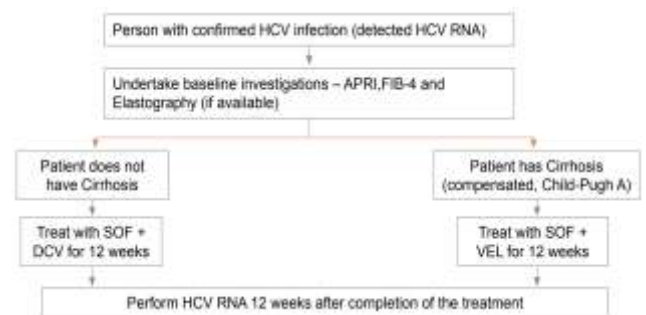 Person with confirmed HCV infection (detected HCV RNA)
Undertake baseline investigations – APRI,FIB-4 and
Elastography (if available)
Patient does not
have Cirrhosis
Patient has Cirrhosis
(compensated, Child-Pugh A)
Treat with SOF +
DCV for 12 weeks
Treat with SOF +
VEL for 12 weeks
Perform HCV RNA 12 weeks after completion of the treatment